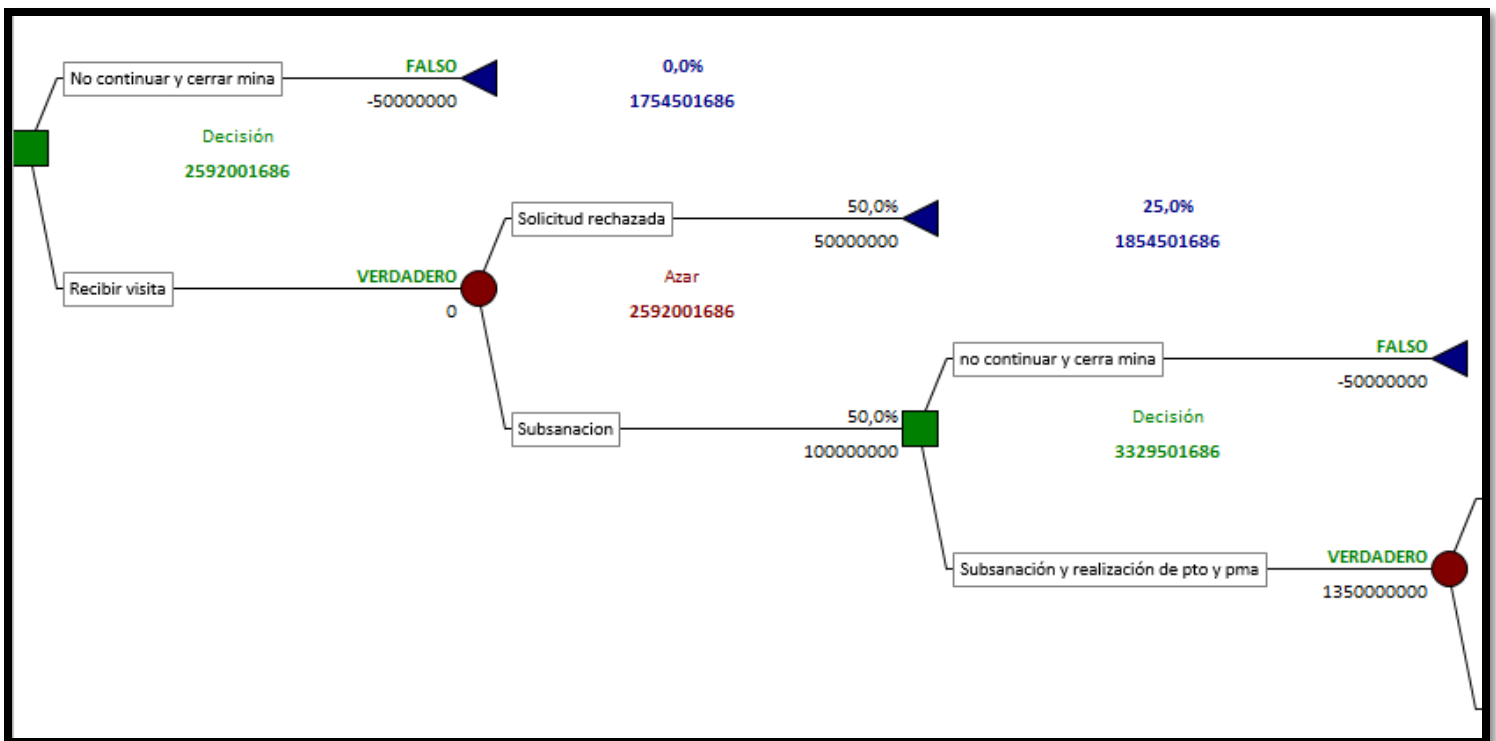 No continuar y cerrar mina
FALSO
-50000000
0,0%
1754501686
Decisión
2592001686
Recibir visita
VERDADERO
0
Solicitud rechazada
50,0%
50000000
25,0%
1854501686
Azar
2592001686
Subsanacion
50,0%
100000000
no continuar y cerra mina
FALSO
-50000000
Decisión
3329501686
Subsanación y realización de pto y pma
VERDADERO
1350000000